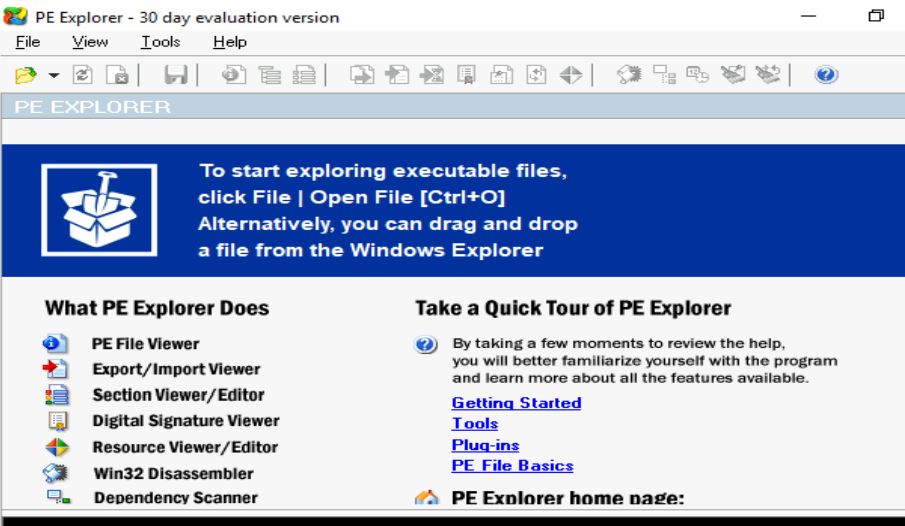 PE Explorer - 30 day evaluation version
File View Tools Help
PE EXPLORER
To start exploring executable files,
click File | Open File [Ctrl+O]
Alternatively, you can drag and drop
a file from the Windows Explorer
What PE Explorer Does
PE File Viewer
Export/Import Viewer
Section Viewer/Editor
Digital Signature Viewer
Resource Viewer/Editor
Win32 Disassembler
Dependency Scanner
Take a Quick Tour of PE Explorer
By taking a few moments to review the help,
you will better familiarize yourself with the program
and learn more about all the features available.
Getting Started
Tools
Plug-ins
PE File Basics
PE Explorer home page: